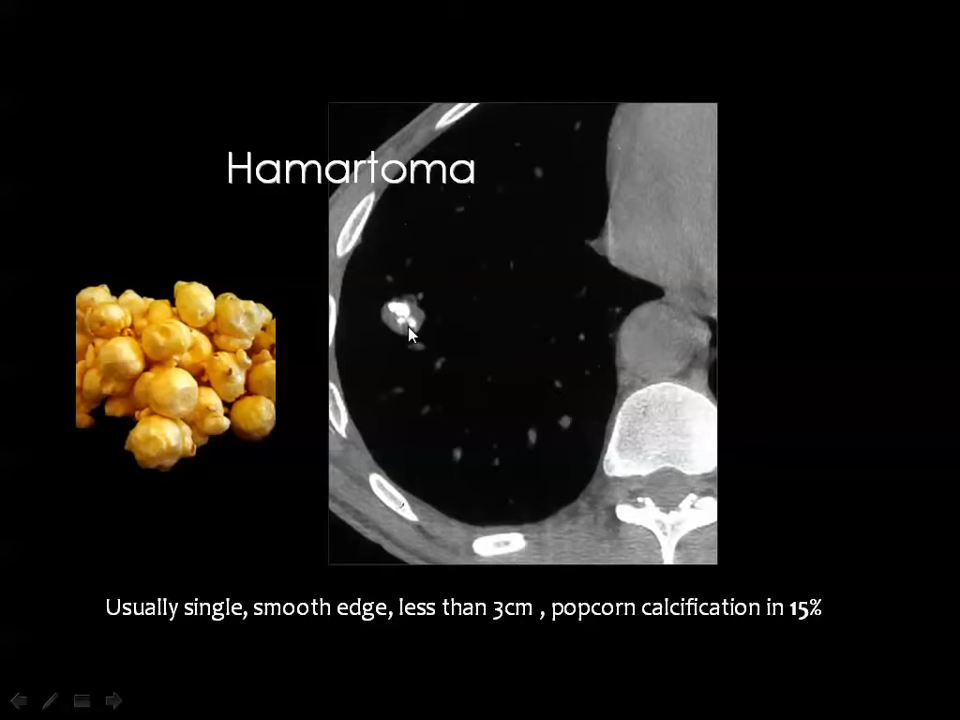 Hamartoma
Usually single, smooth edge, less than 3cm , popcorn calcification in 15%